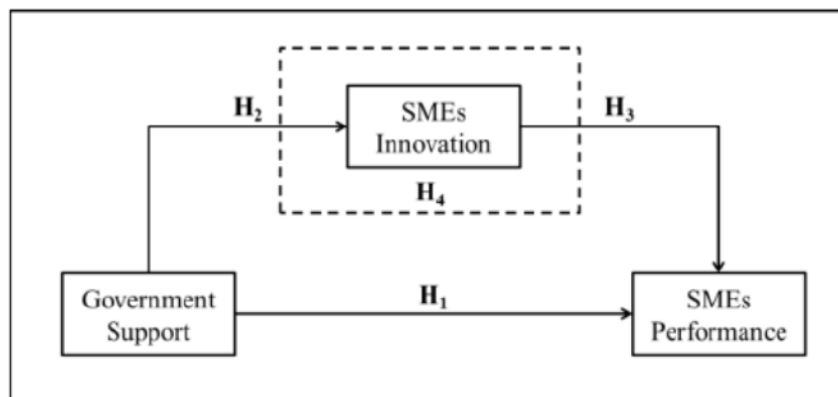 SMEs
Innovation
H₂
H₃
H₄
Government
Support
H₁
SMEs
Performance